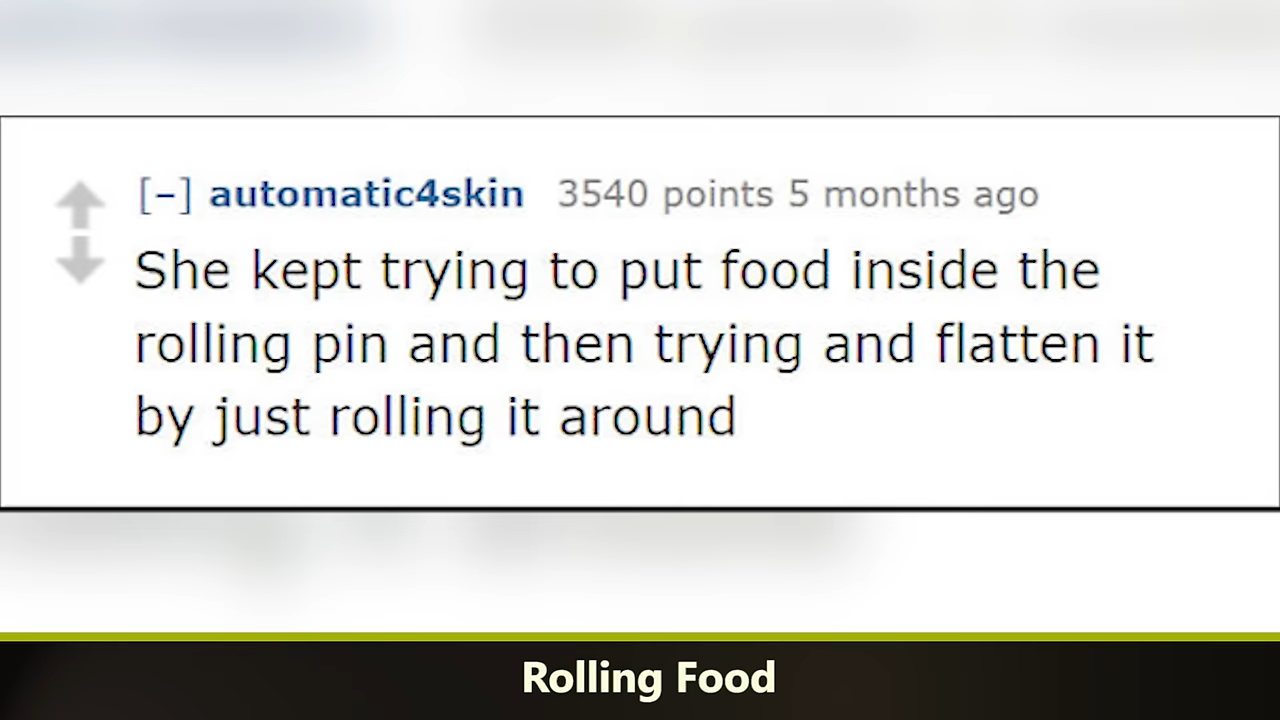 [–] automatic4skin 3540 points 5 months ago
She kept trying to put food inside the
rolling pin and then trying and flatten it
by just rolling it around
Rolling Food